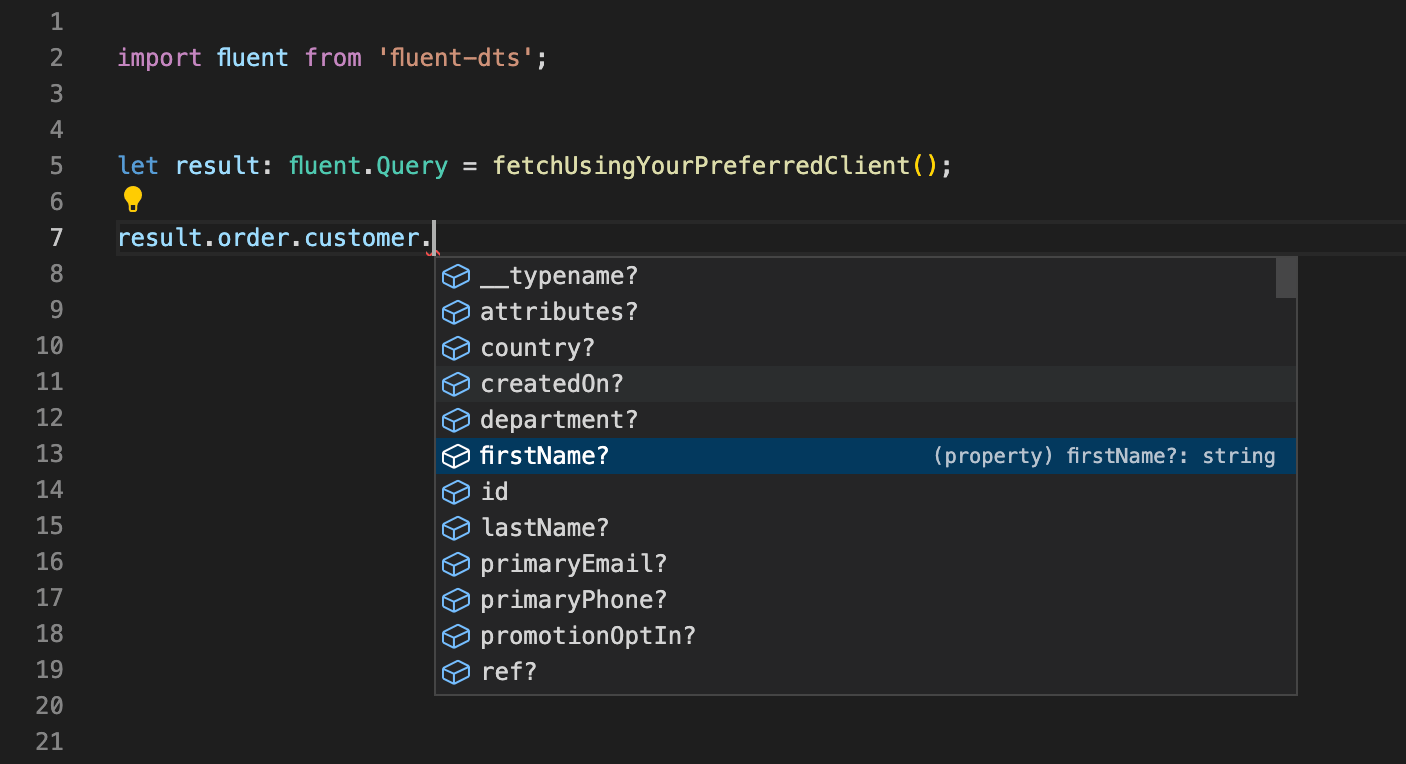 1
2 import fluent from 'fluent-dts';
3
4
5 let result: fluent.Query = fetchUsingYourPreferredClient();
6
7 result.order.customer.
8 __typename?
9 attributes?
10 country?
11 createdOn?
12 department?
13 firstName? (property) firstName?: string
14 id
15 lastName?
16 primaryEmail?
17 primaryPhone?
18 promotionOptIn?
19 ref?
20
21